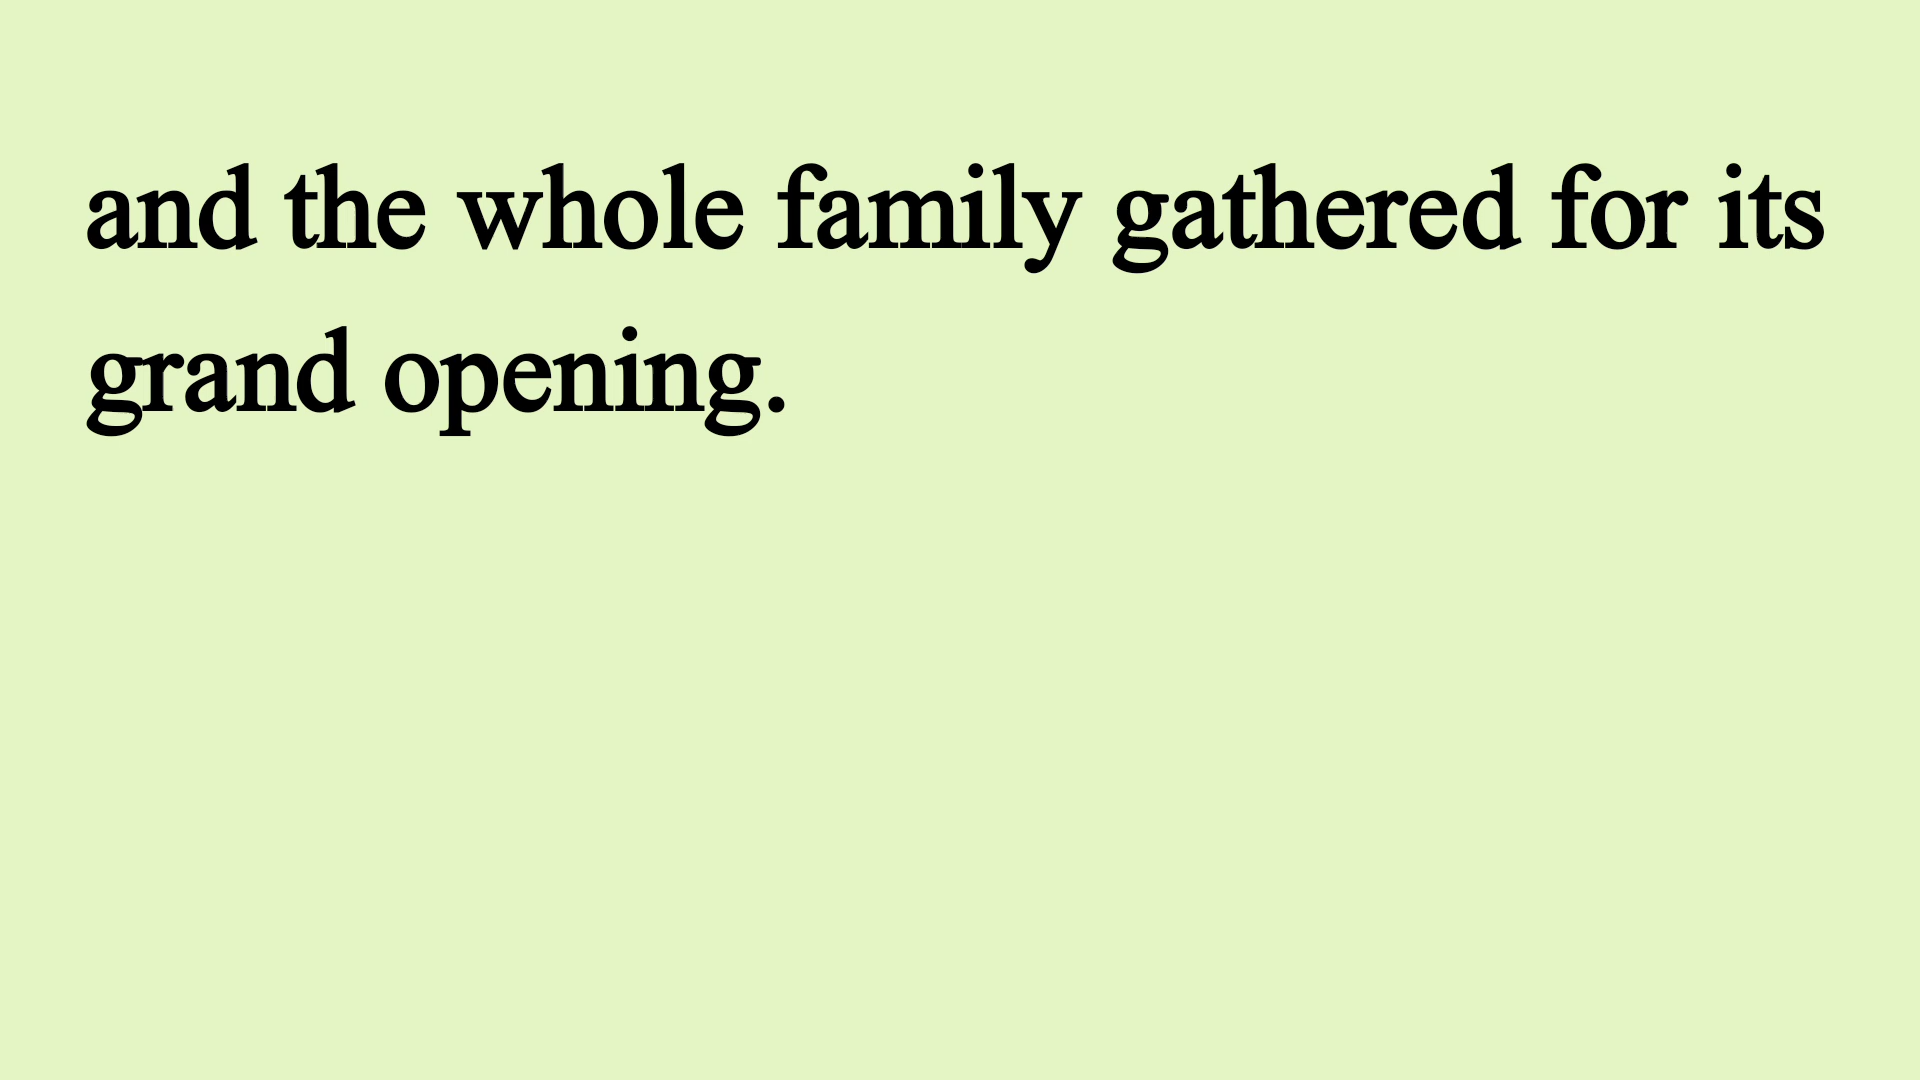 and the whole family gathered for its
grand opening.